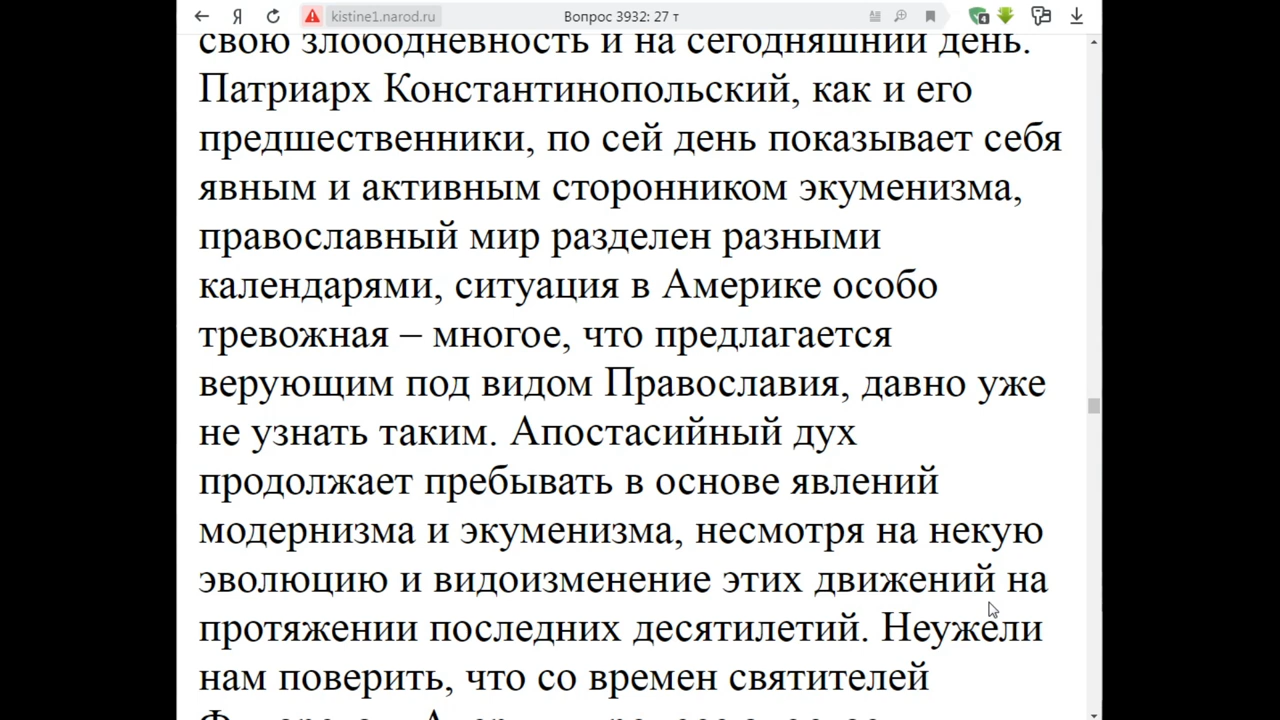 Я
kistine1.narod.ru
Вопрос 3932: 27 т
4
свою злободневность и на сегодняшний день.
Патриарх Константинопольский, как и его
предшественники, по сей день показывает себя
явным и активным сторонником экуменизма,
православный мир разделен разными
календарями, ситуация в Америке особо
тревожная – многое, что предлагается
верующим под видом Православия, давно уже
не узнать таким. Апостасийный дух
продолжает пребывать в основе явлений
модернизма и экуменизма, несмотря на некую
эволюцию и видоизменение этих движений на
протяжении последних десятилетий. Неужели
нам поверить, что со времен святителей